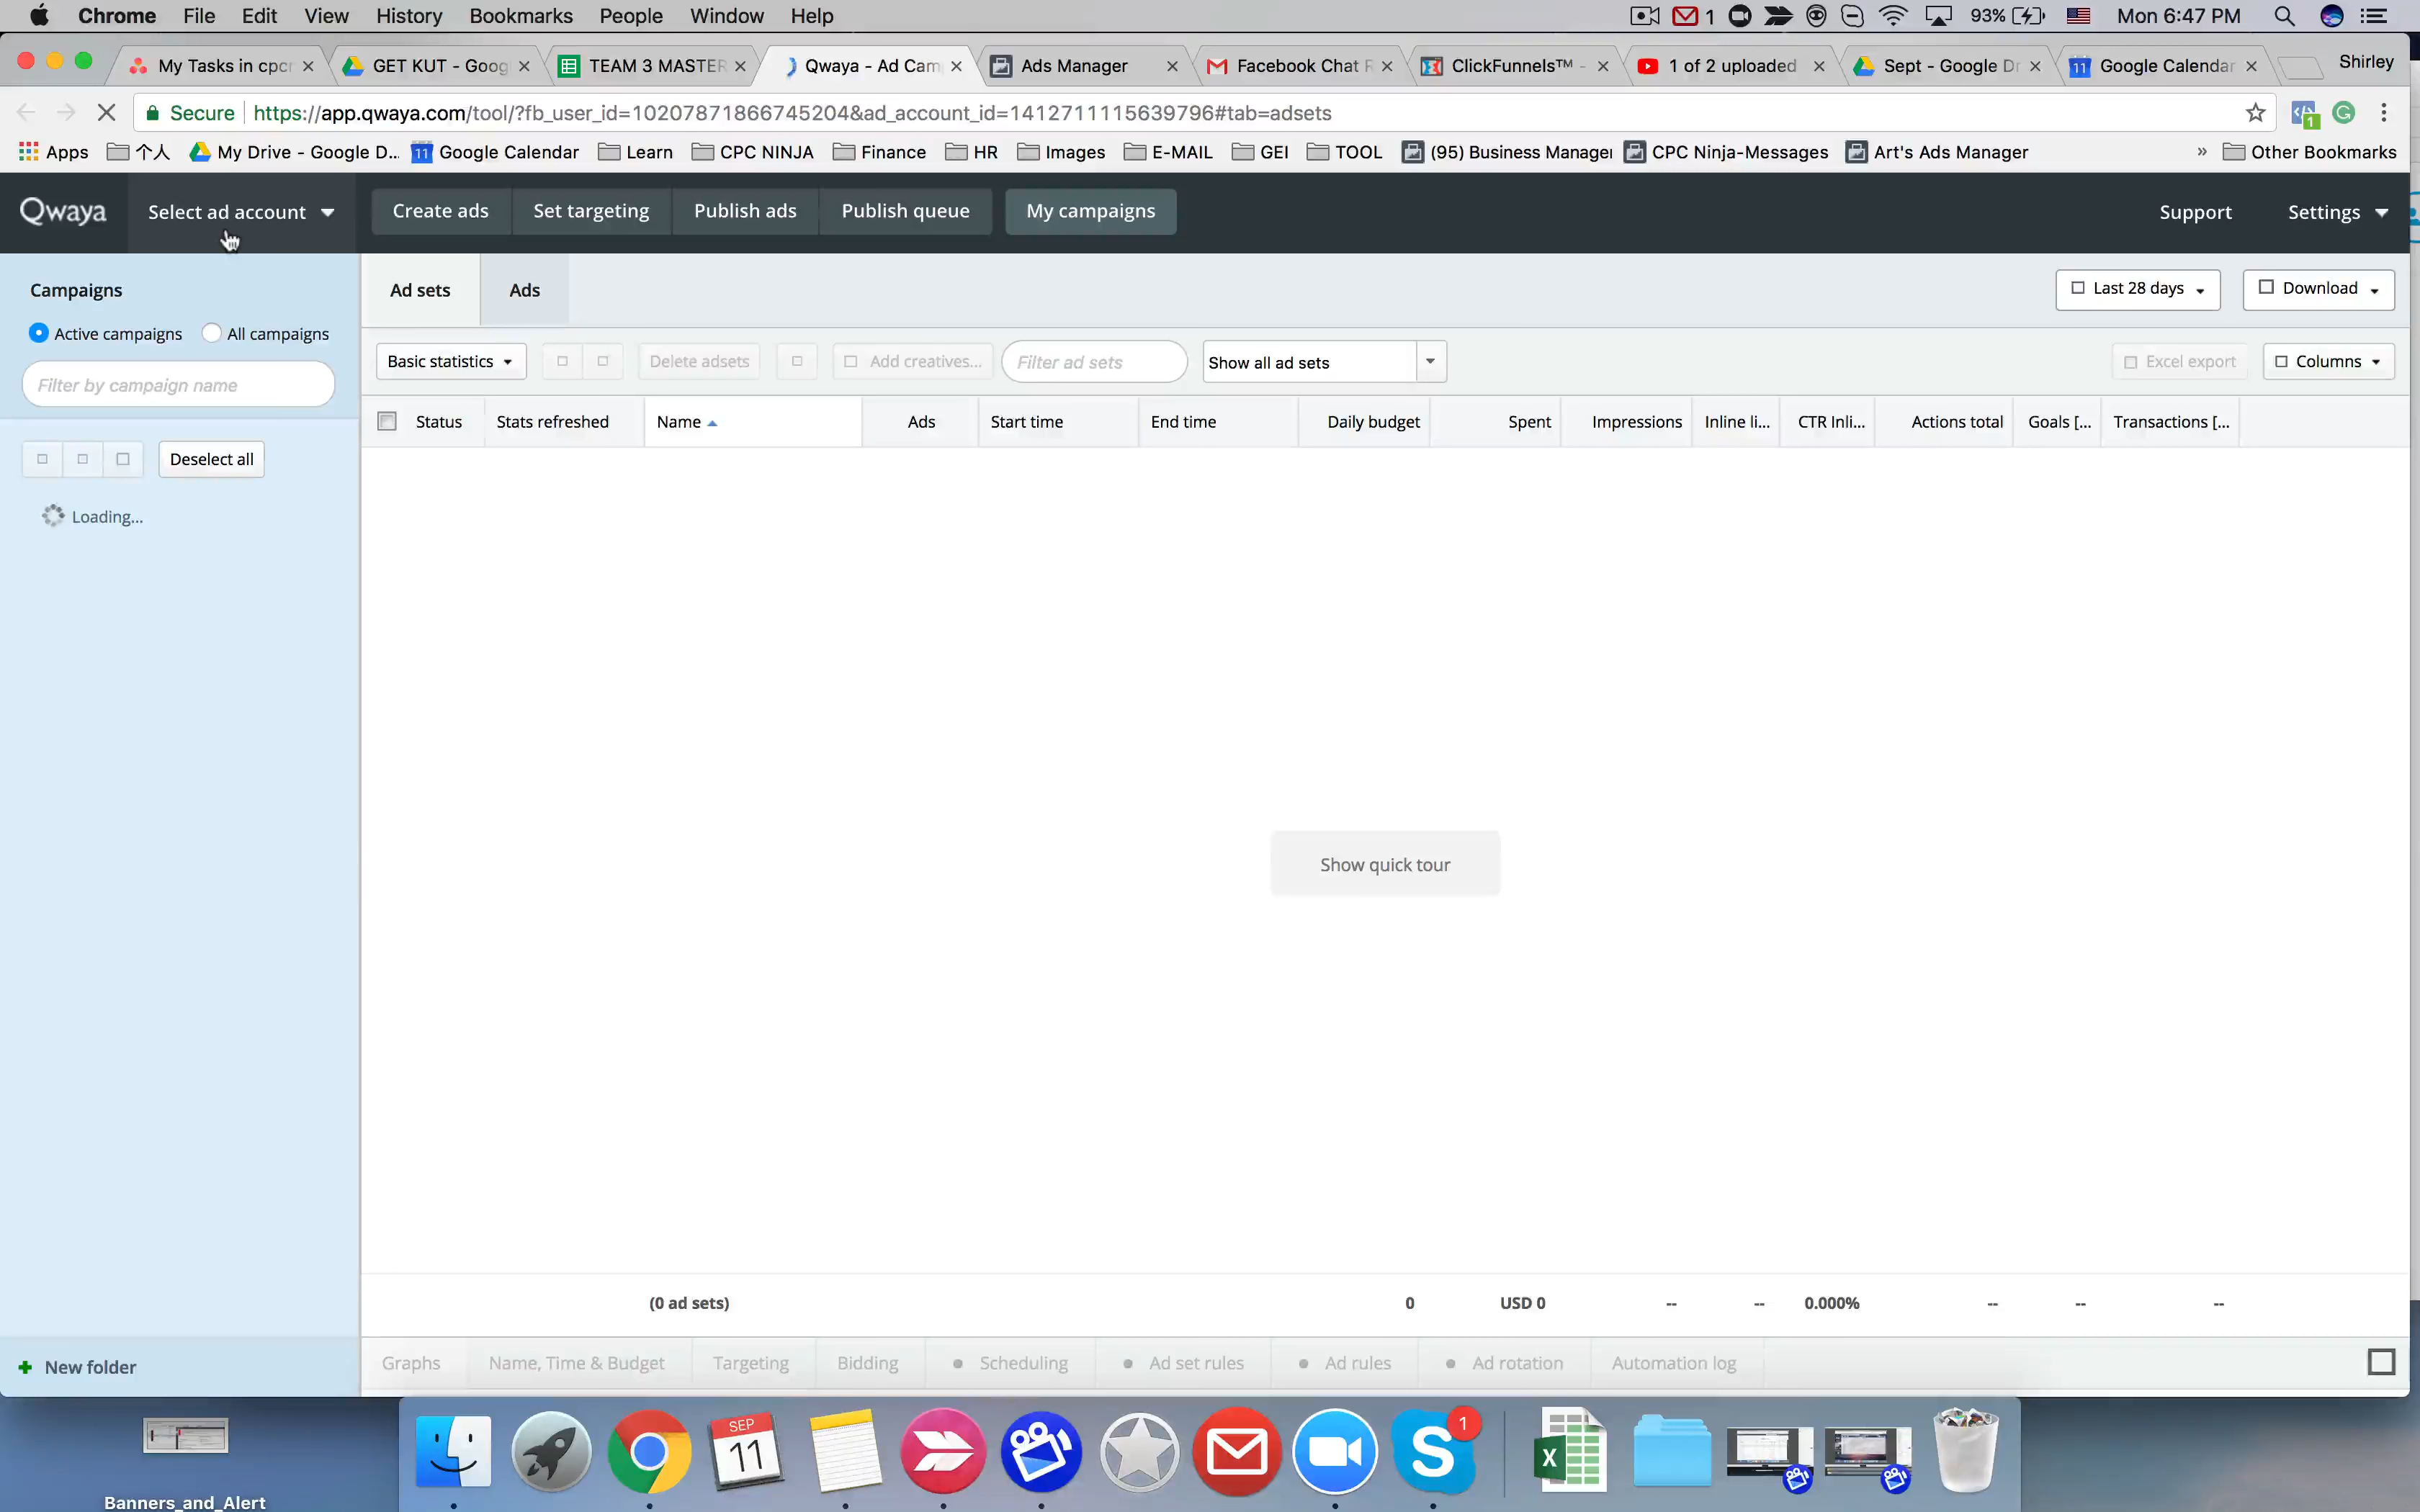 Chrome File Edit View History Bookmarks People Window Help 1 93% Mon 6:47 PM
My Tasks in cpcr GET KUT - Goog TEAM 3 MASTER Qwaya - Ad Cam Ads Manager Facebook Chat R ClickFunnels™ - 1 of 2 uploaded Sept - Google Dr 11 Google Calendar Shirley
Secure https://app.qwaya.com/tool/?fb_user_id=10207871866745204&ad_account_id=1412711115639796#tab=adsets 1
Apps 个人 My Drive - Google D... 11 Google Calendar Learn CPC NINJA Finance HR Images E-MAIL GEI TOOL (95) Business Manager CPC Ninja-Messages Art's Ads Manager » Other Bookmarks
Qwaya Select ad account Create ads Set targeting Publish ads Publish queue My campaigns Support Settings
Campaigns Ad sets Ads Last 28 days Download
Active campaigns All campaigns
Filter by campaign name Basic statistics Delete adsets Add creatives... Filter ad sets Show all ad sets Excel export Columns
Status Stats refreshed Name Ads Start time End time Daily budget Spent Impressions Inline li... CTR Inli... Actions total Goals [... Transactions [...
Deselect all
Loading...
Show quick tour
(0 ad sets) 0 USD 0 -- -- 0.000% -- -- --
New folder Graphs Name, Time & Budget Targeting Bidding Scheduling Ad set rules Ad rules Ad rotation Automation log
SEP
11
1
Banners_and_Alert